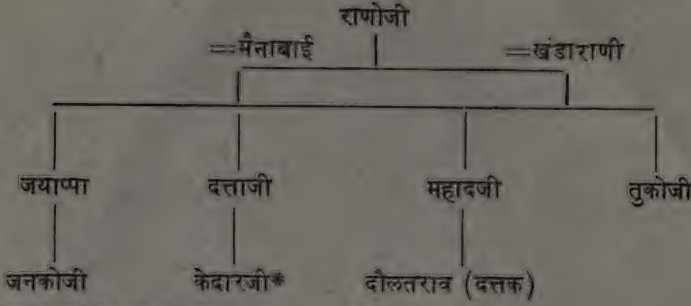 राणोजी
=मैनाबाई =खंडाराणी
जयाप्पा दत्ताजी महादजी तुकोजी
जनकोजी केदारजी* दौलतराव (दत्तक)